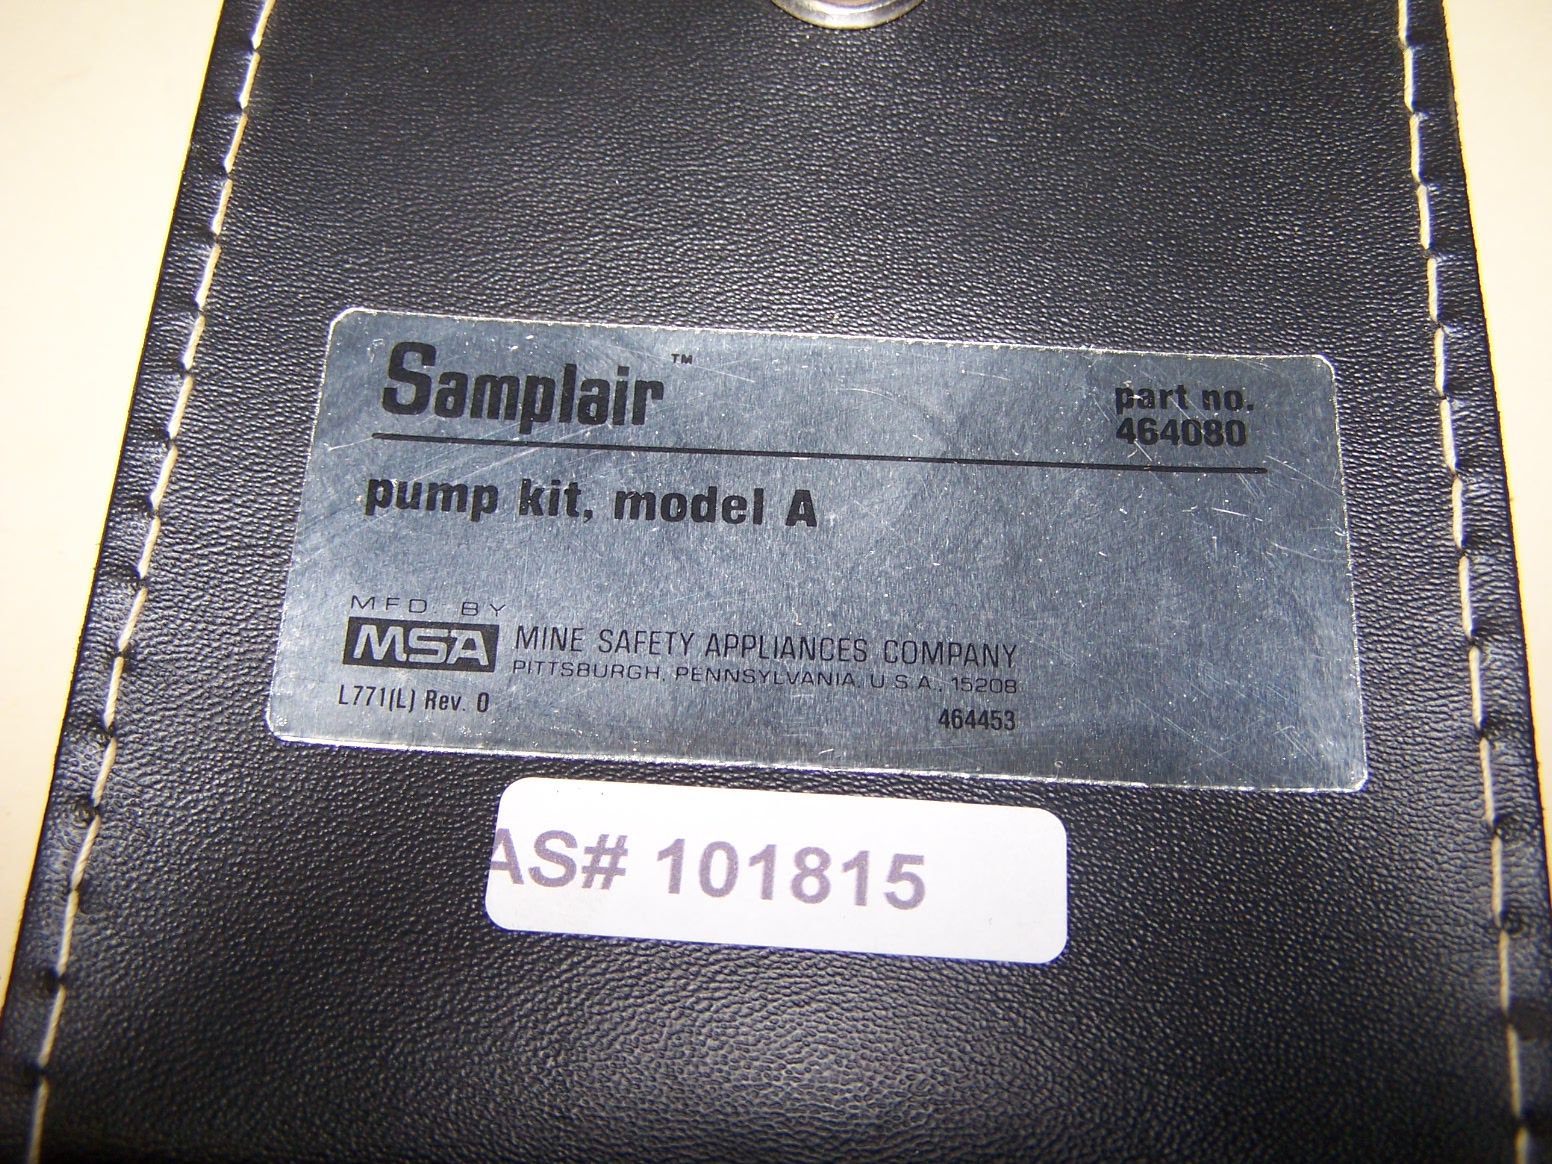 Samplair™
part no.
464080
pump kit, model A
MFD BY
MSA MINE SAFETY APPLIANCES COMPANY
PITTSBURGH, PENNSYLVANIA, U.S.A., 15208
L771(L) Rev. 0
464453
AS# 101815